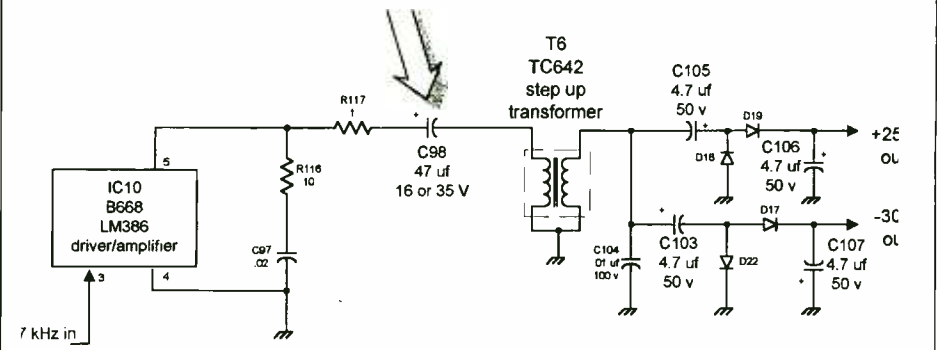 T6
TC642
step up
transformer
C105
4.7 uf
50 v
+
D19
+25
R117
1
+
C98
47 uf
16 or 35 V
D18
C106
4.7 uf
50 v
+
5
R116
10
IC10
B668
LM386
driver/amplifier
C97
.02
3
4
7 kHz in
C104
.01 uf
100 v
+
C103
4.7 uf
50 v
D17
D22
-30
C107
4.7 uf
50 v
+